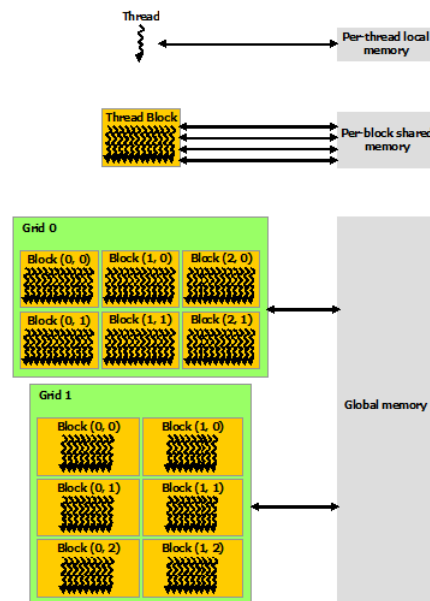 Thread
Per-thread local
memory
Thread Block
Per-block shared
memory
Grid 0
Block (0, 0) Block (1, 0) Block (2, 0)
Block (0, 1) Block (1, 1) Block (2, 1)
Grid 1
Block (0, 0) Block (1, 0)
Block (0, 1) Block (1, 1)
Block (0, 2) Block (1, 2)
Global memory